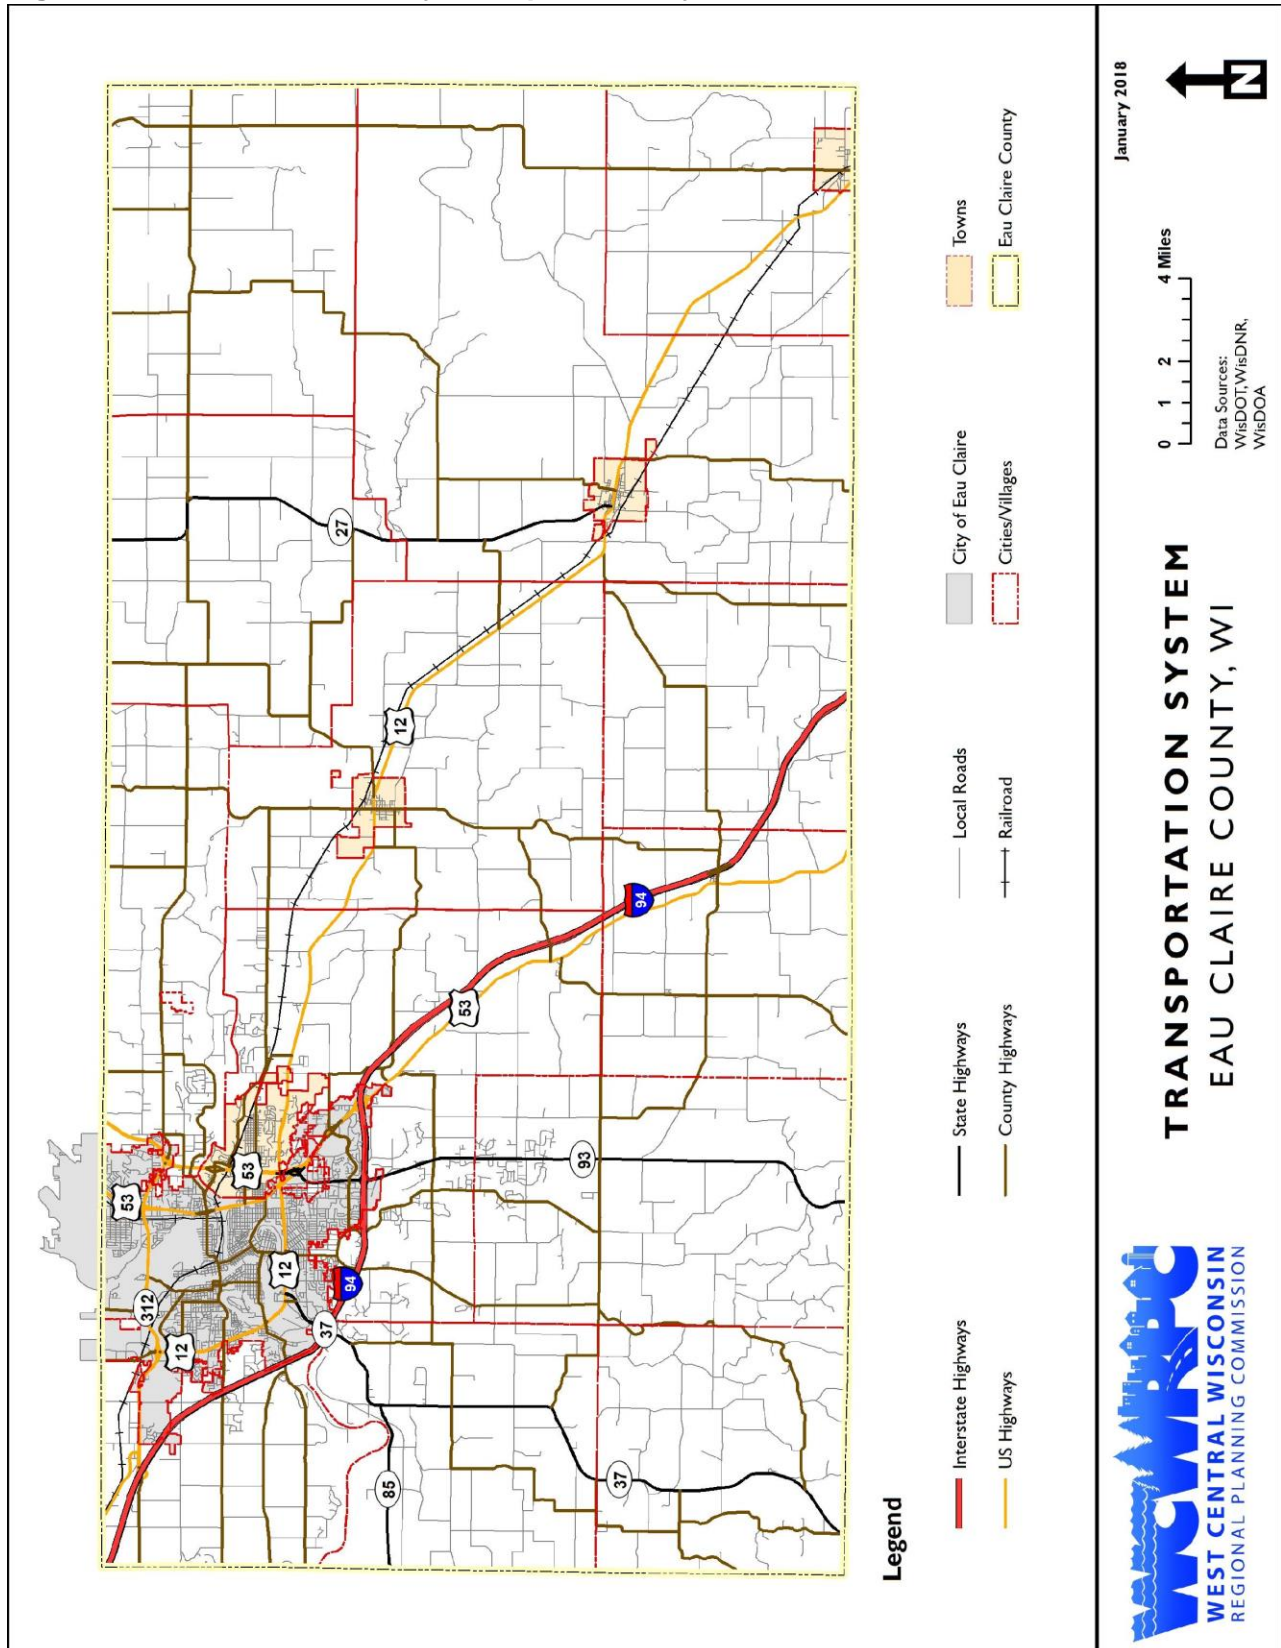 27
12
94
53
53
53
93
312
12
12
94
37
85
37
Legend
Interstate Highways
State Highways
Local Roads
City of Eau Claire
Towns
US Highways
County Highways
Railroad
Cities/Villages
Eau Claire County
WCWRPC
WEST CENTRAL WISCONSIN
REGIONAL PLANNING COMMISSION
TRANSPORTATION SYSTEM
EAU CLAIRE COUNTY, WI
0 1 2 4 Miles
Data Sources:
WisDOT,WisDNR,
WisDOA
January 2018
N